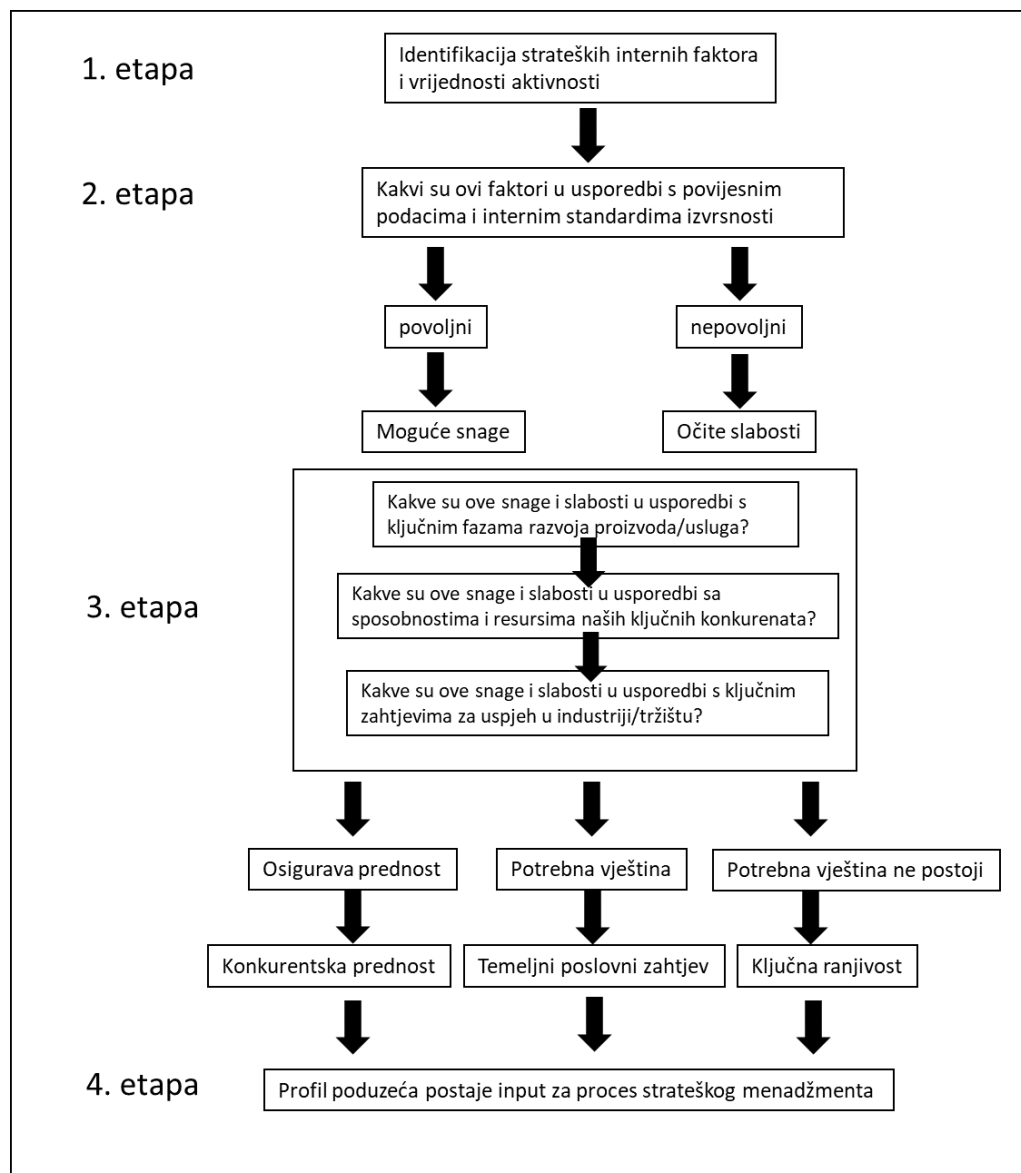 1. etapa
Identifikacija strateških internih faktora
i vrijednosti aktivnosti
2. etapa
Kakvi su ovi faktori u usporedbi s povijesnim
podacima i internim standardima izvrsnosti
povoljni
nepovoljni
Moguće snage
Očite slabosti
3. etapa
Kakve su ove snage i slabosti u usporedbi s
ključnim fazama razvoja proizvoda/usluga?
Kakve su ove snage i slabosti u usporedbi sa
sposobnostima i resursima naših ključnih konkurenata?
Kakve su ove snage i slabosti u usporedbi s ključnim
zahtjevima za uspjeh u industriji/tržištu?
Osigurava prednost
Potrebna vještina
Potrebna vještina ne postoji
Konkurentska prednost
Temeljni poslovni zahtjev
Ključna ranjivost
4. etapa
Profil poduzeća postaje input za proces strateškog menadžmenta